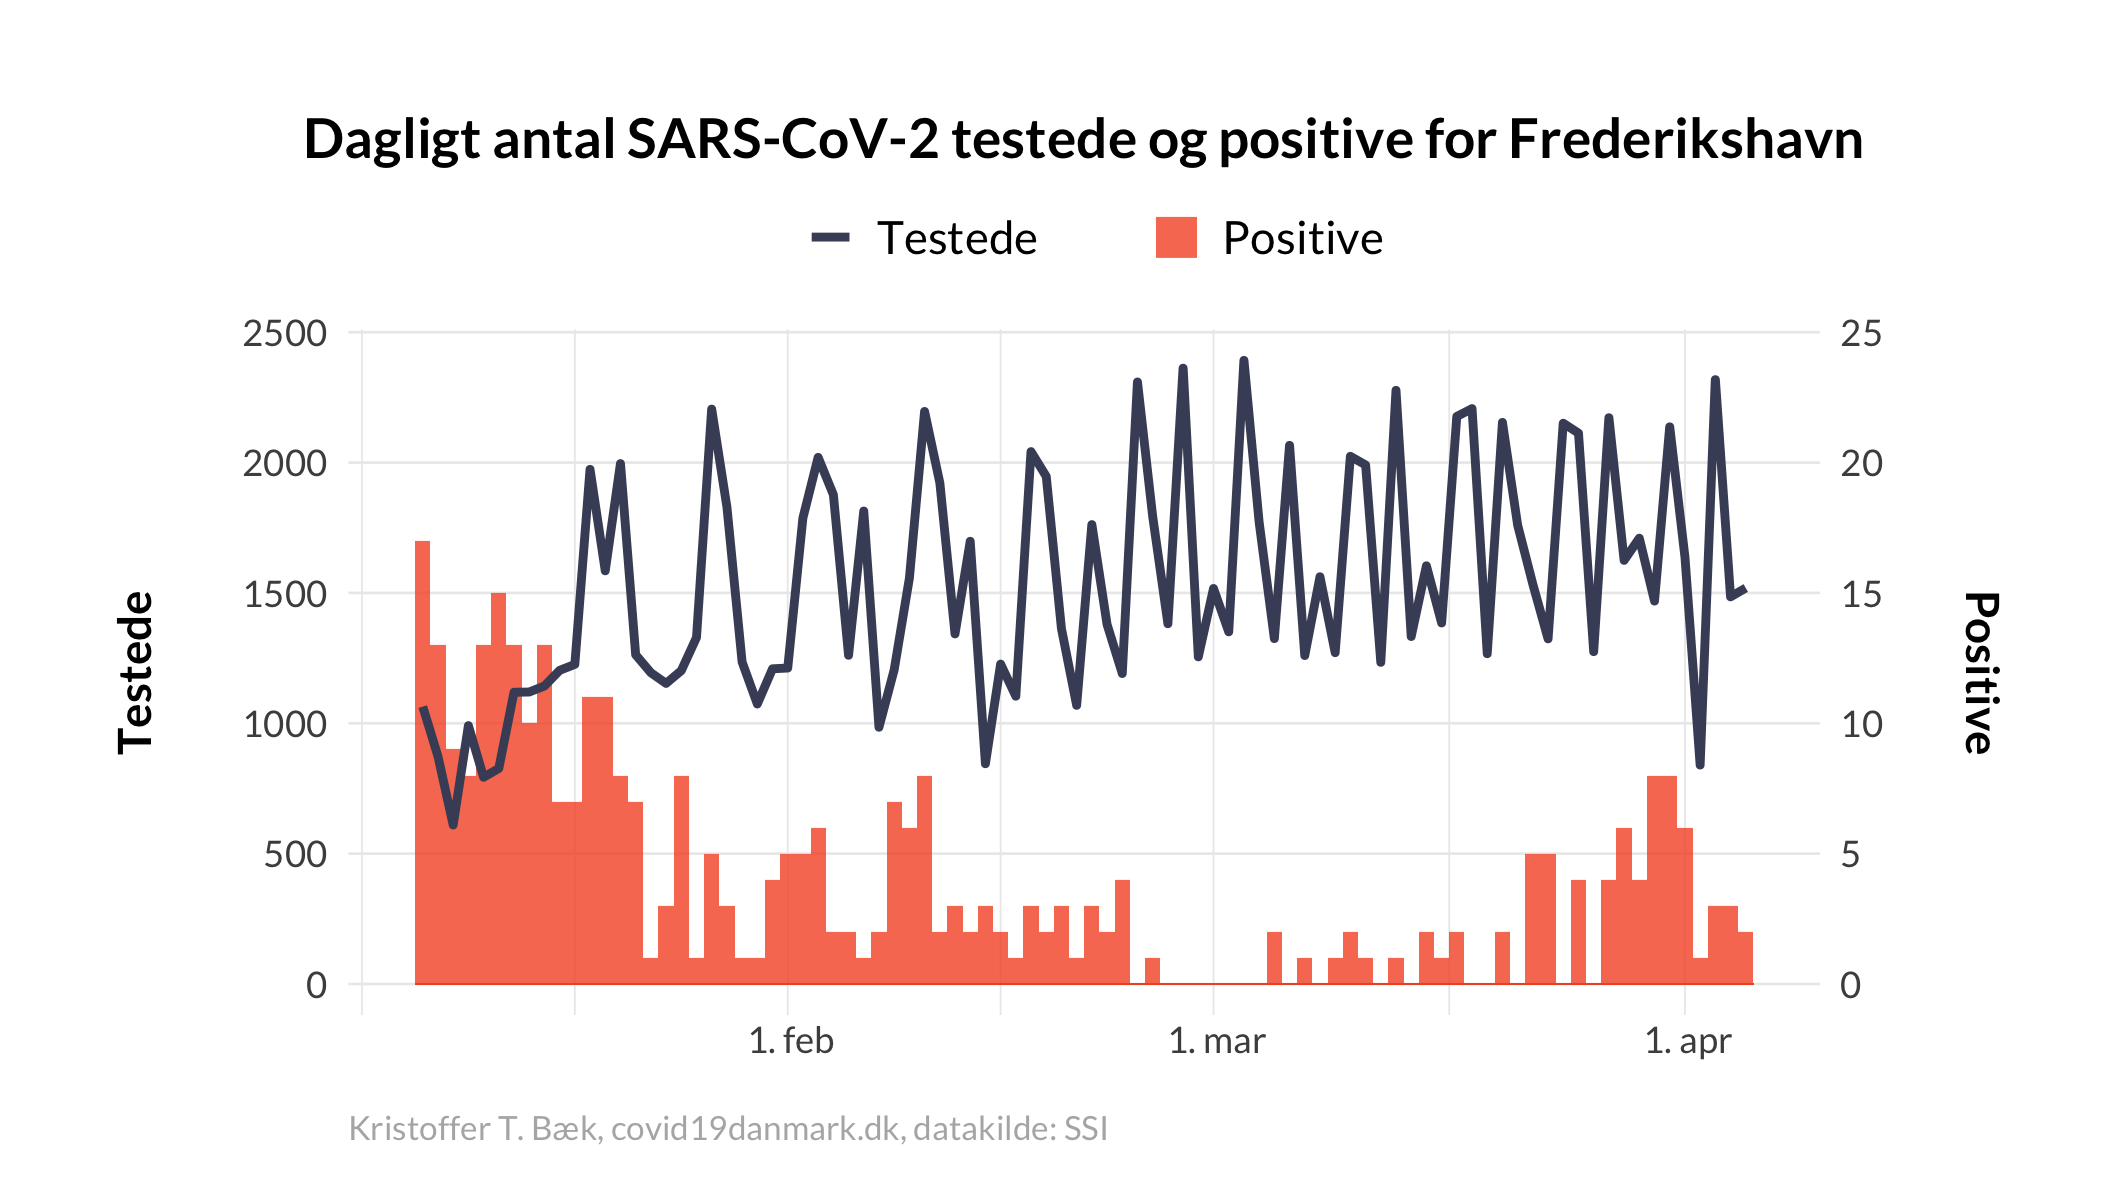 Dagligt antal SARS-CoV-2 testede og positive for Frederikshavn
Testede Positive
2500 25
2000 20
1500 15
1000 10
500 5
0 0
Testede
Positive
1. feb 1. mar 1. apr
Kristoffer T. Bæk, covid19danmark.dk, datakilde: SSI